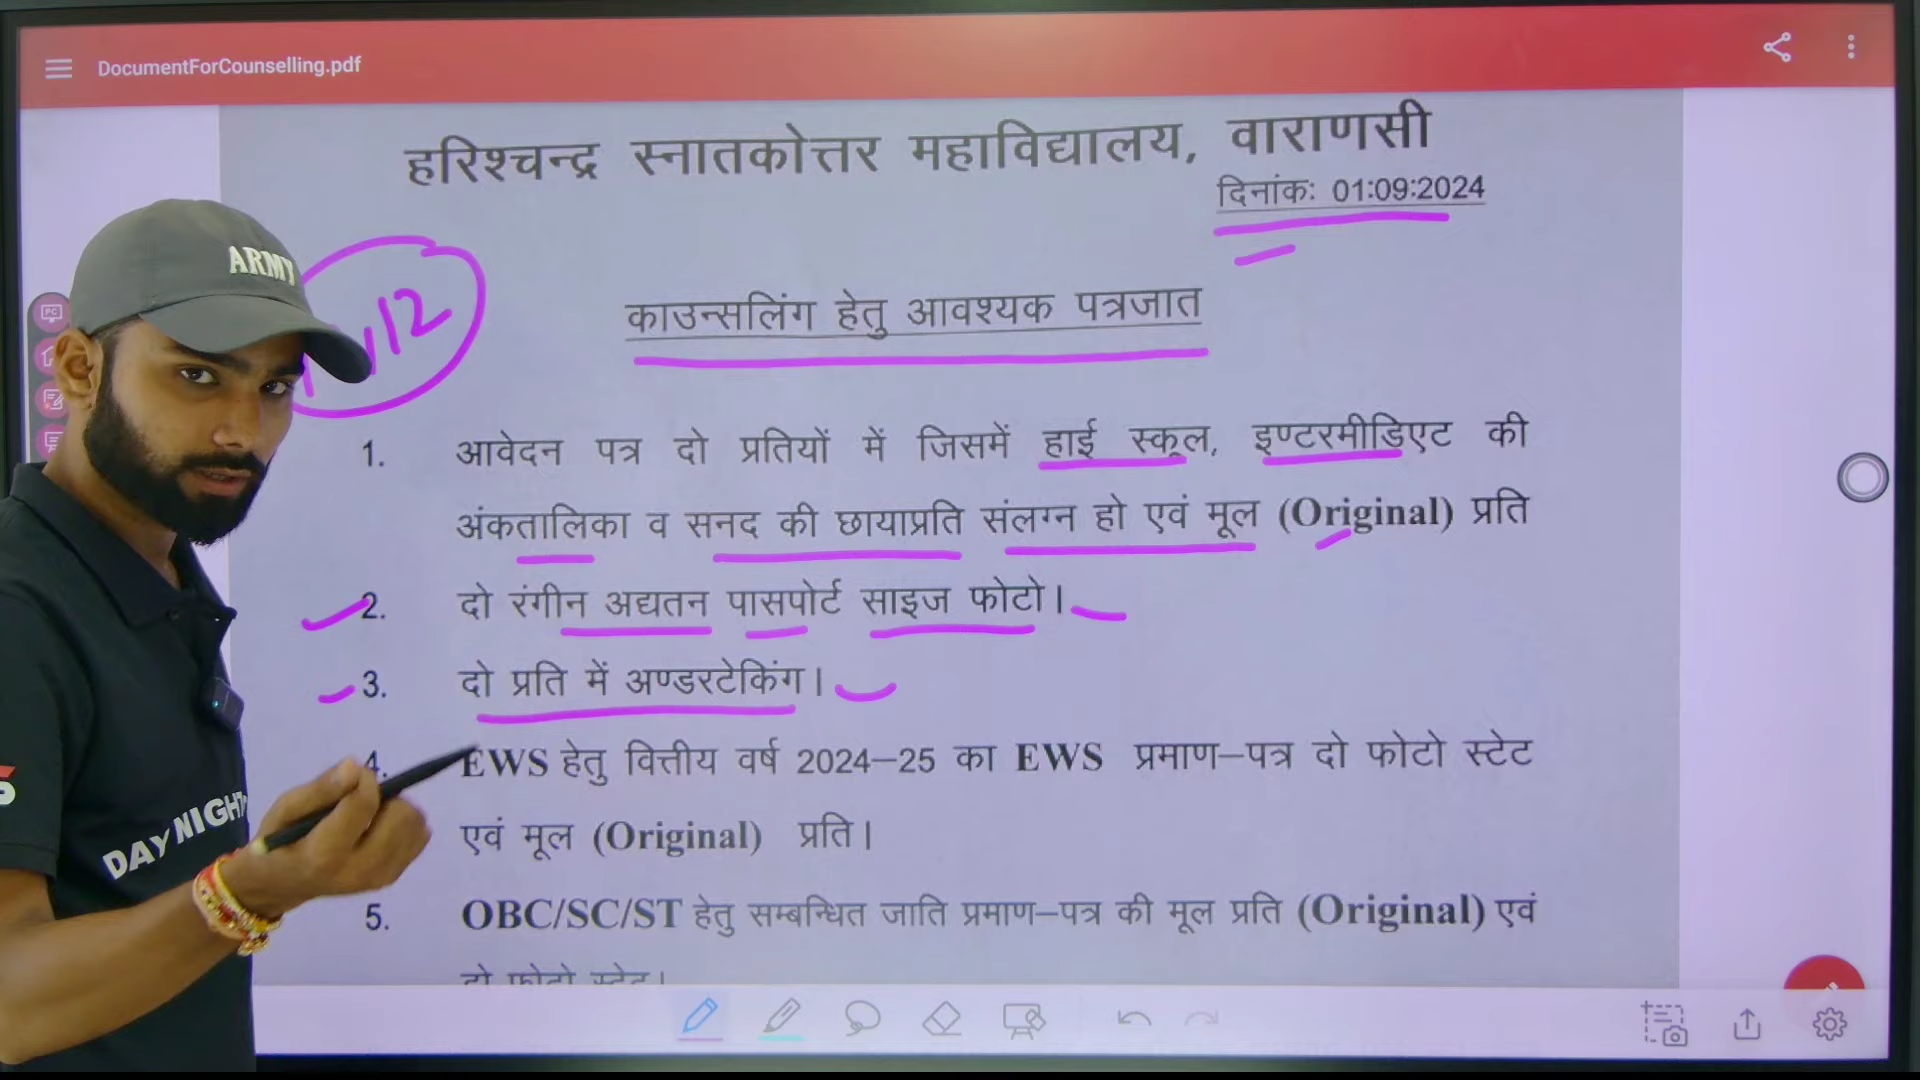 DocumentForCounselling.pdf
हरिश्चन्द्र स्नातकोत्तर महाविद्यालय, वाराणसी
दिनांकः 01:09:2024
काउन्सलिंग हेतु आवश्यक पत्रजात
1. आवेदन पत्र दो प्रतियों में जिसमें हाई स्कूल, इण्टरमीडिएट की
अंकतालिका व सनद की छायाप्रति संलग्न हो एवं मूल (Original) प्रति
2. दो रंगीन अद्यतन पासपोर्ट साइज फोटो।
3. दो प्रति में अण्डरटेकिंग।
4. EWS हेतु वित्तीय वर्ष 2024–25 का EWS प्रमाण–पत्र दो फोटो स्टेट
एवं मूल (Original) प्रति।
5. OBC/SC/ST हेतु सम्बन्धित जाति प्रमाण–पत्र की मूल प्रति (Original) एवं
दो फोटो स्टेट।
ARMY
12
DAY NIGHT
PC